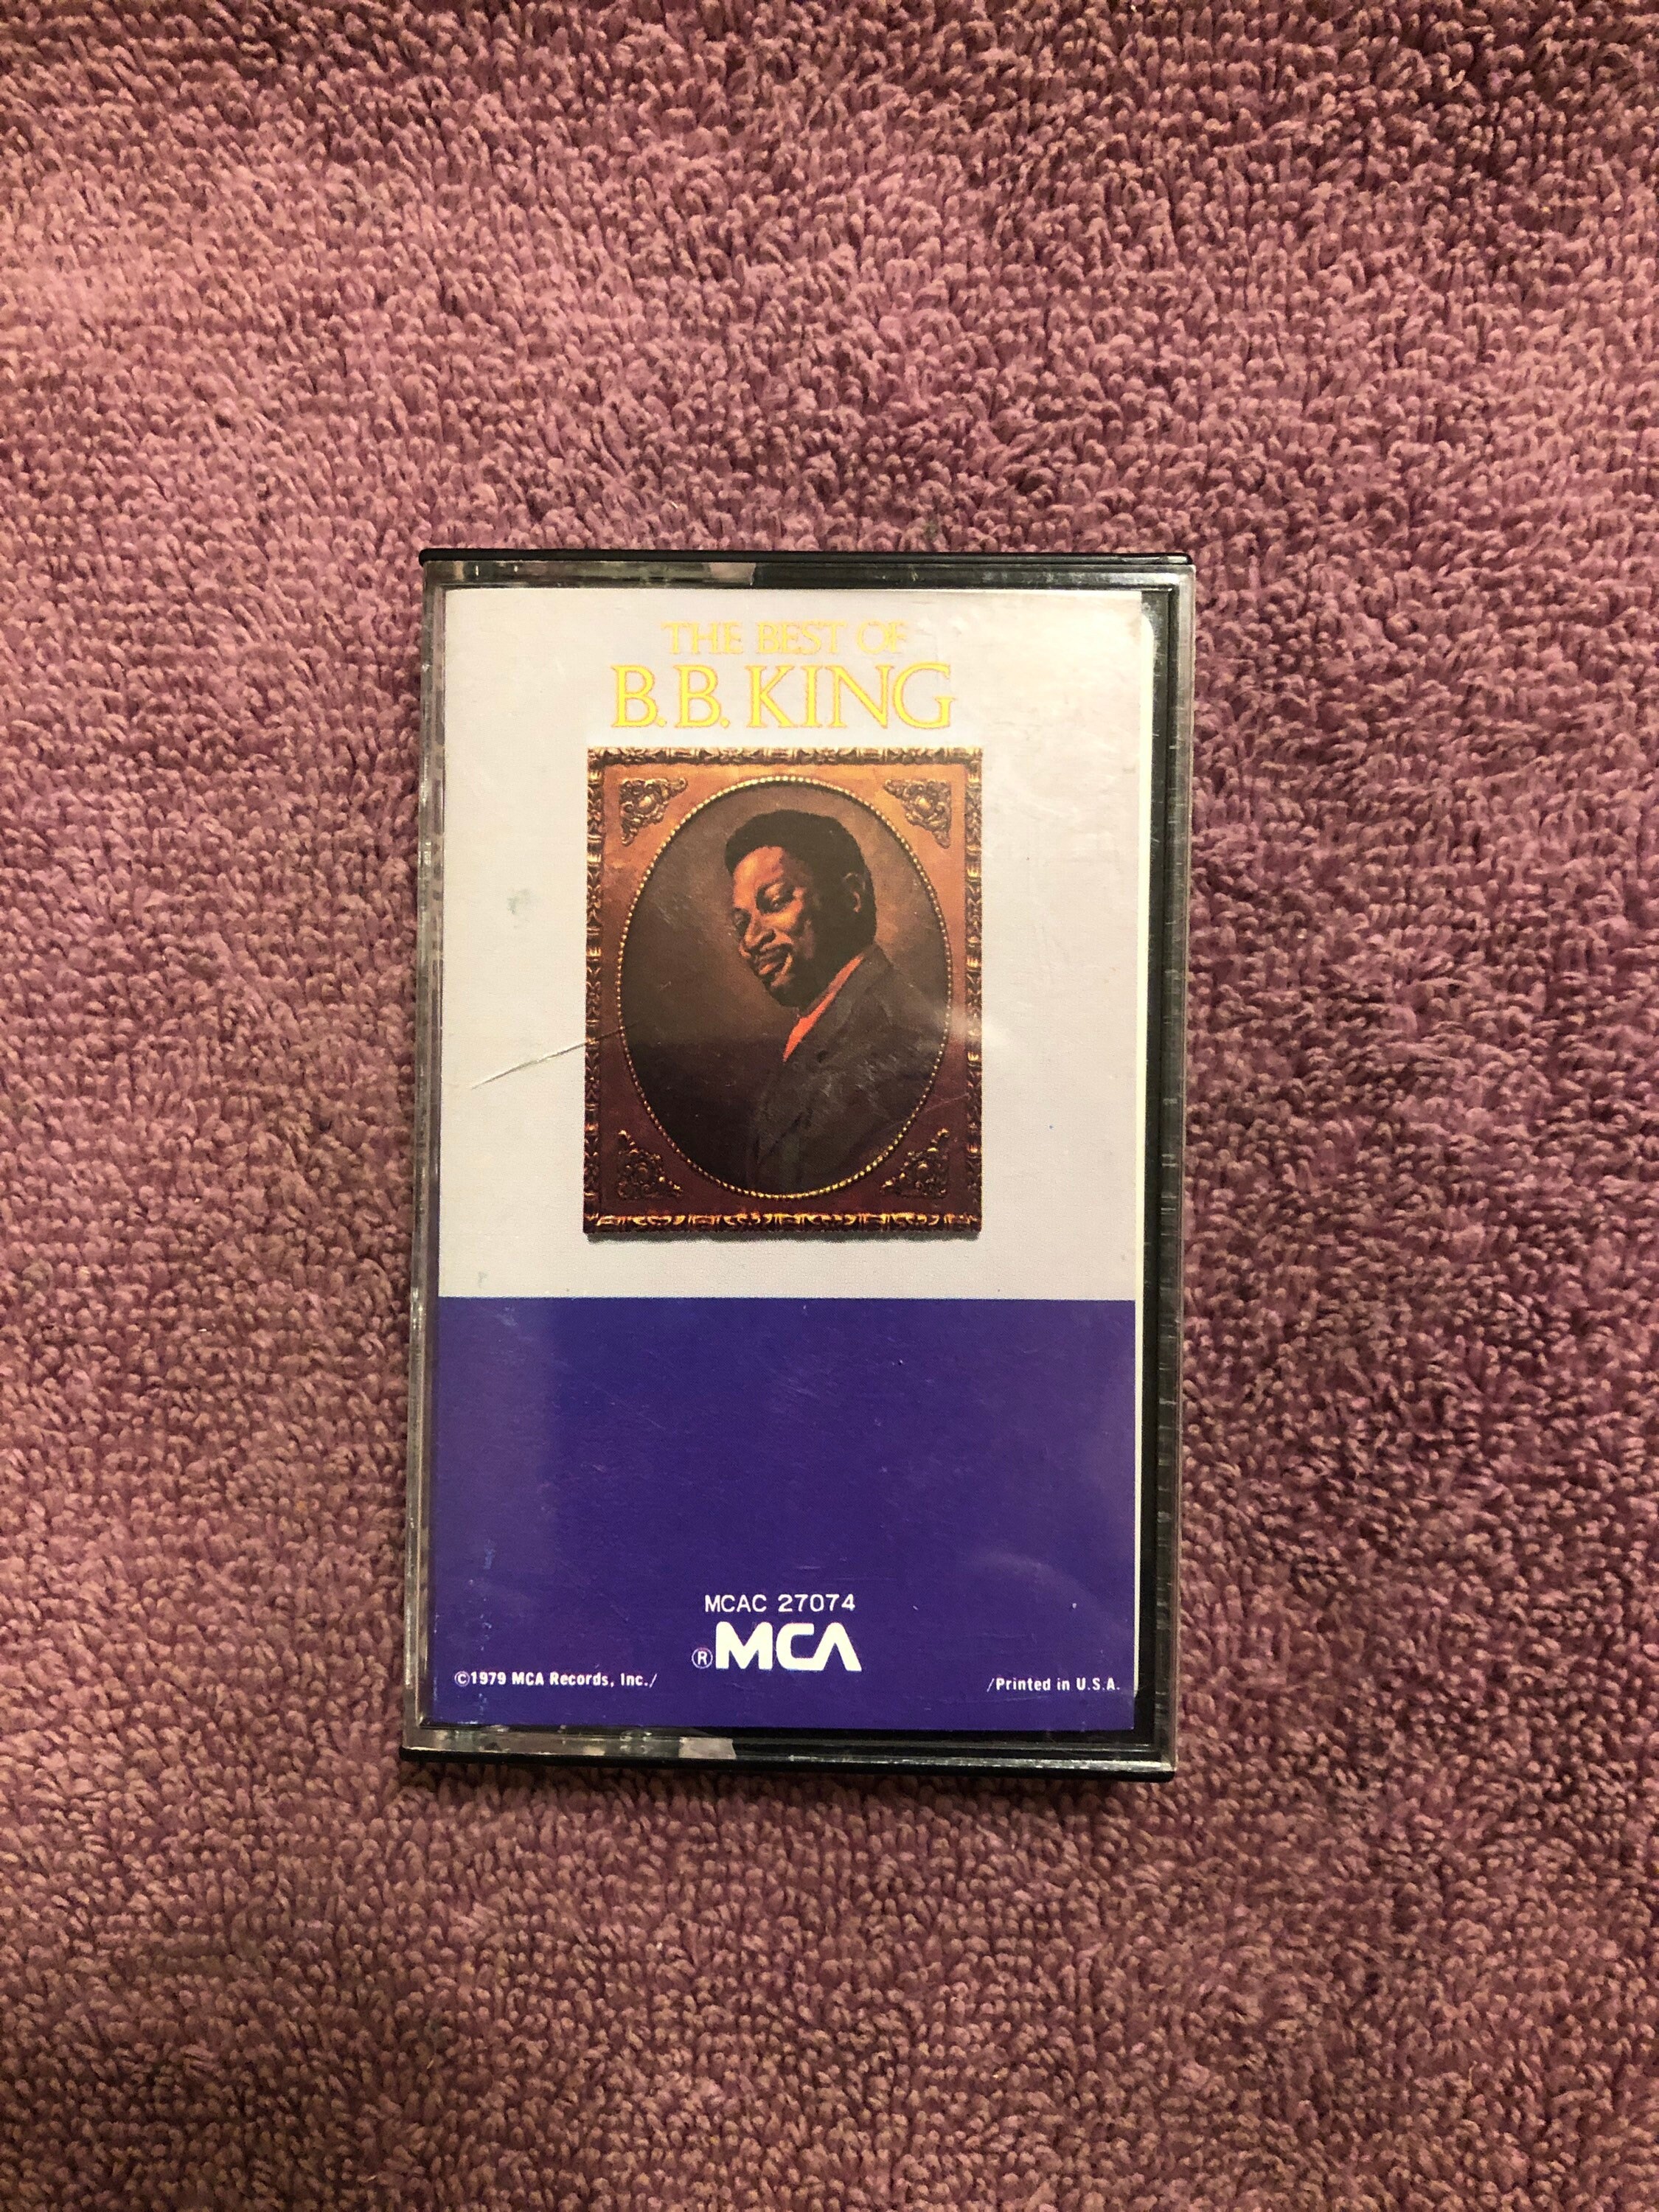 THE BEST OF
B.B. KING
MCAC 27074
®MCA
©1979 MCA Records, Inc./
/Printed in U.S.A.